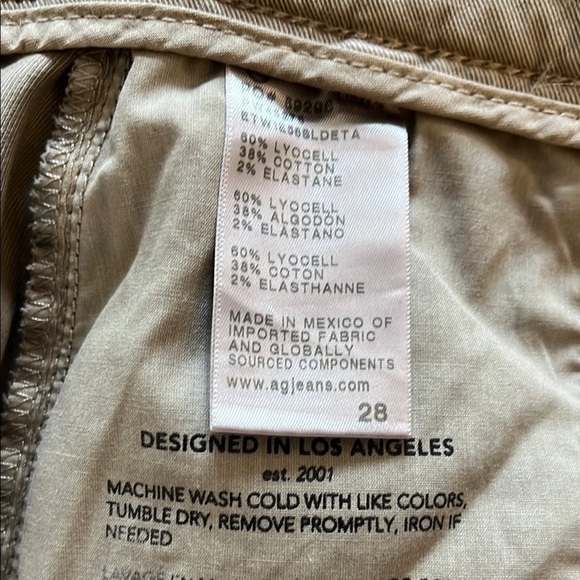 ETW1E56SLDETA
60% LYOCELL
38% COTTON
2% ELASTANE
60% LYOCELL
38% ALGODÓN
2% ELASTANO
60% LYOCELL
38% COTON
2% ELASTHANNE
MADE IN MEXICO OF
IMPORTED FABRIC
AND GLOBALLY
SOURCED COMPONENTS
www.agjeans.com
28
DESIGNED IN LOS ANGELES
est. 2001
MACHINE WASH COLD WITH LIKE COLORS,
TUMBLE DRY, REMOVE PROMPTLY, IRON IF
NEEDED